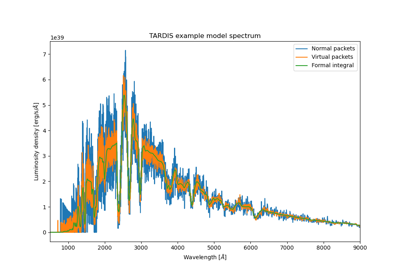 TARDIS example model spectrum
1e39
Normal packets
Virtual packets
Formal integral
7
6
5
4
3
2
1
0
Luminosity density [erg/s/Å]
1000 2000 3000 4000 5000 6000 7000 8000 9000
Wavelength [Å]